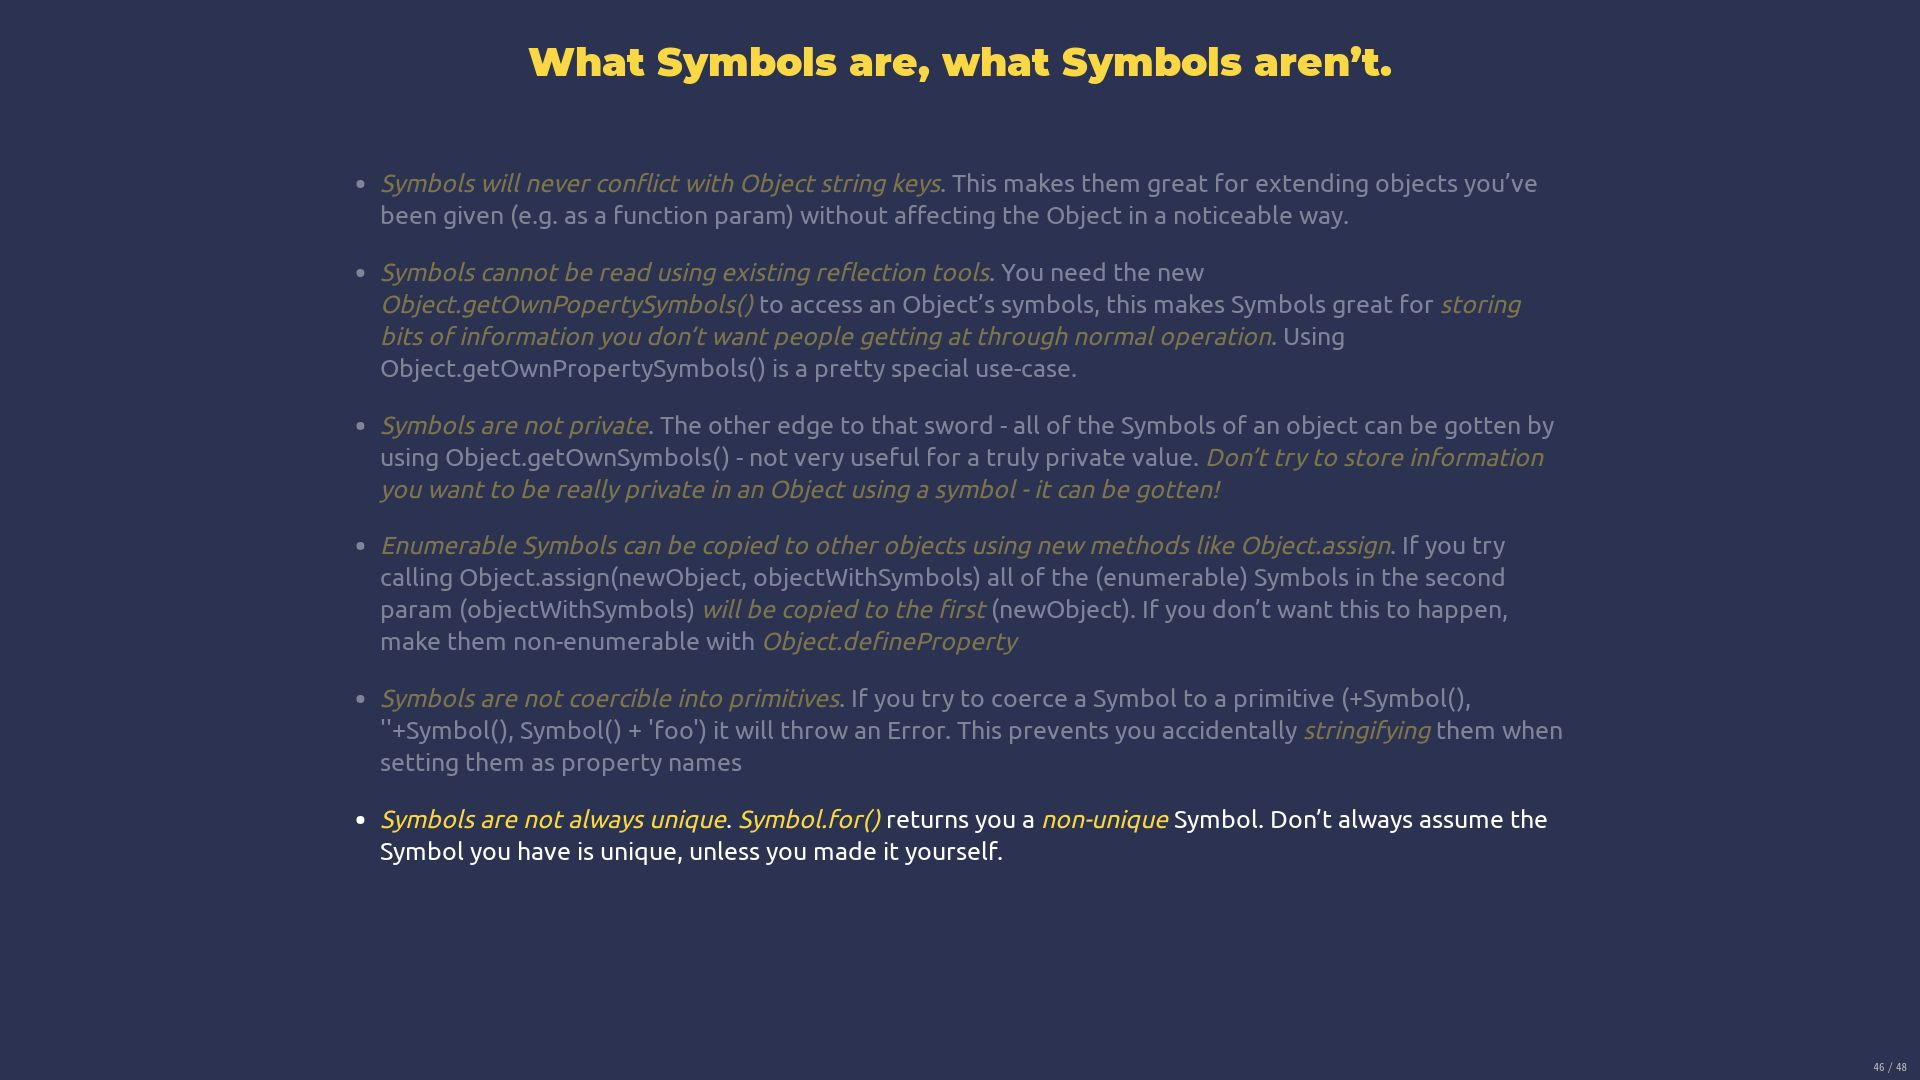 What Symbols are, what Symbols aren’t.
• Symbols will never conflict with Object string keys. This makes them great for extending objects you’ve
been given (e.g. as a function param) without affecting the Object in a noticeable way.
• Symbols cannot be read using existing reflection tools. You need the new
Object.getOwnPopertySymbols() to access an Object’s symbols, this makes Symbols great for storing
bits of information you don’t want people getting at through normal operation. Using
Object.getOwnPropertySymbols() is a pretty special use-case.
• Symbols are not private. The other edge to that sword - all of the Symbols of an object can be gotten by
using Object.getOwnSymbols() - not very useful for a truly private value. Don’t try to store information
you want to be really private in an Object using a symbol - it can be gotten!
• Enumerable Symbols can be copied to other objects using new methods like Object.assign. If you try
calling Object.assign(newObject, objectWithSymbols) all of the (enumerable) Symbols in the second
param (objectWithSymbols) will be copied to the first (newObject). If you don’t want this to happen,
make them non-enumerable with Object.defineProperty
• Symbols are not coercible into primitives. If you try to coerce a Symbol to a primitive (+Symbol(),
''+Symbol(), Symbol() + 'foo') it will throw an Error. This prevents you accidentally stringifying them when
setting them as property names
• Symbols are not always unique. Symbol.for() returns you a non-unique Symbol. Don’t always assume the
Symbol you have is unique, unless you made it yourself.
46 / 48